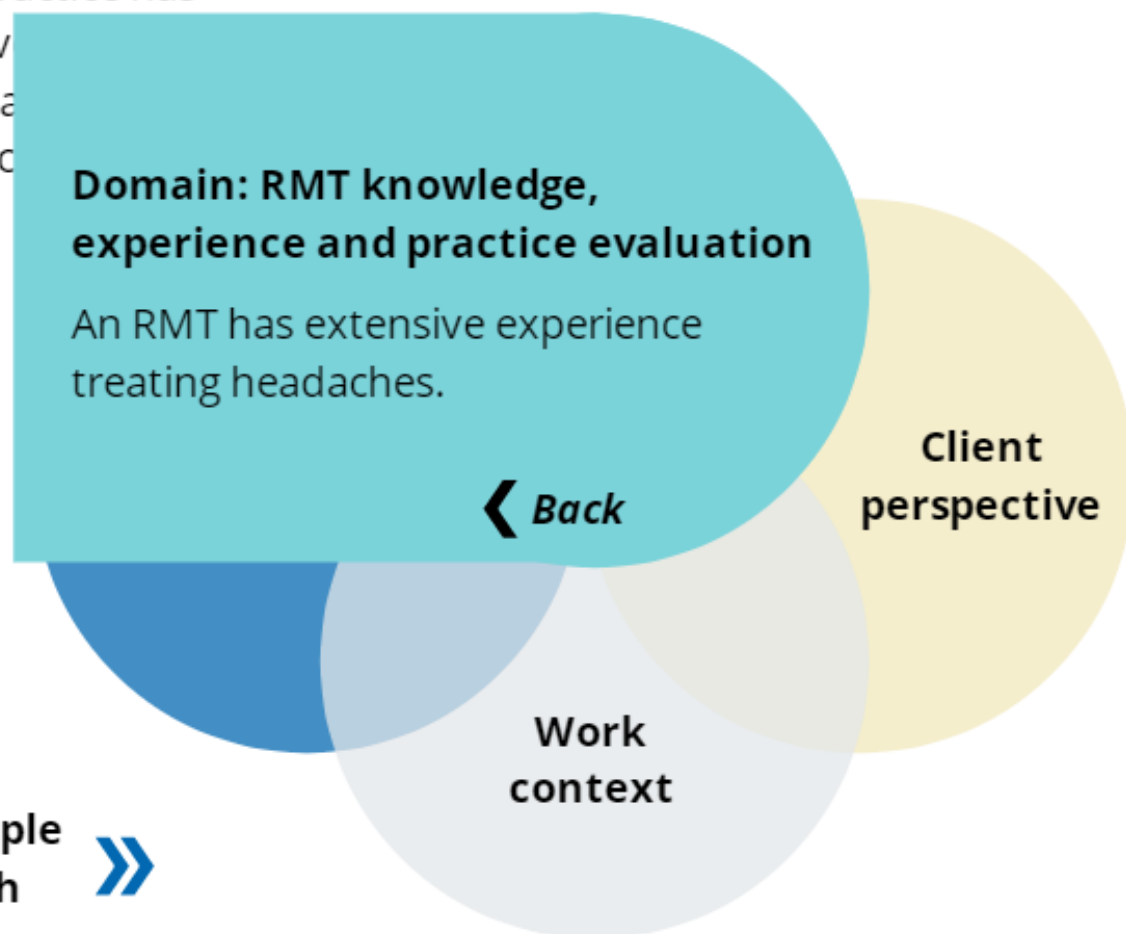 Domain: RMT knowledge,
experience and practice evaluation
An RMT has extensive experience
treating headaches.
Back
Client
perspective
Work
context